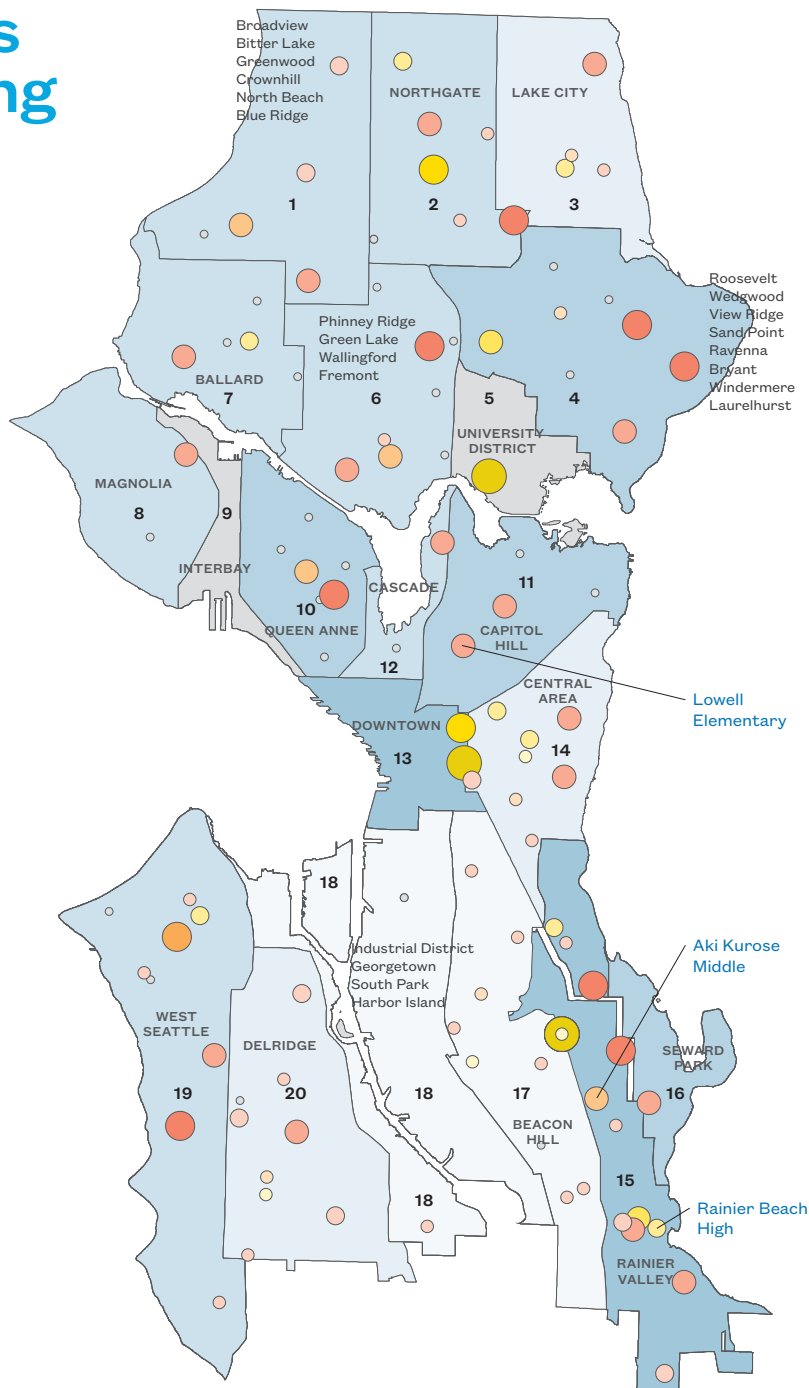 s
ng
Broadview
Bitter Lake
Greenwood
Crownhill
North Beach
Blue Ridge
NORTHGATE
LAKE CITY
1
2
3
Roosevelt
Wedgwood
View Ridge
Sand Point
Ravenna
Bryant
Windermere
Laurelhurst
Phinney Ridge
Green Lake
Wallingford
Fremont
BALLARD
7
6
5
4
UNIVERSITY
DISTRICT
MAGNOLIA
8
9
INTERBAY
CASCADE
11
10
QUEEN ANNE
CAPITOL
HILL
12
CENTRAL
AREA
Lowell
Elementary
DOWNTOWN
13
14
18
Industrial District
Georgetown
South Park
Harbor Island
Aki Kurose
Middle
WEST
SEATTLE
DELRIDGE
SEWARD
PARK
19
20
18
17
16
BEACON
HILL
15
18
Rainier Beach
High
RAINIER
VALLEY